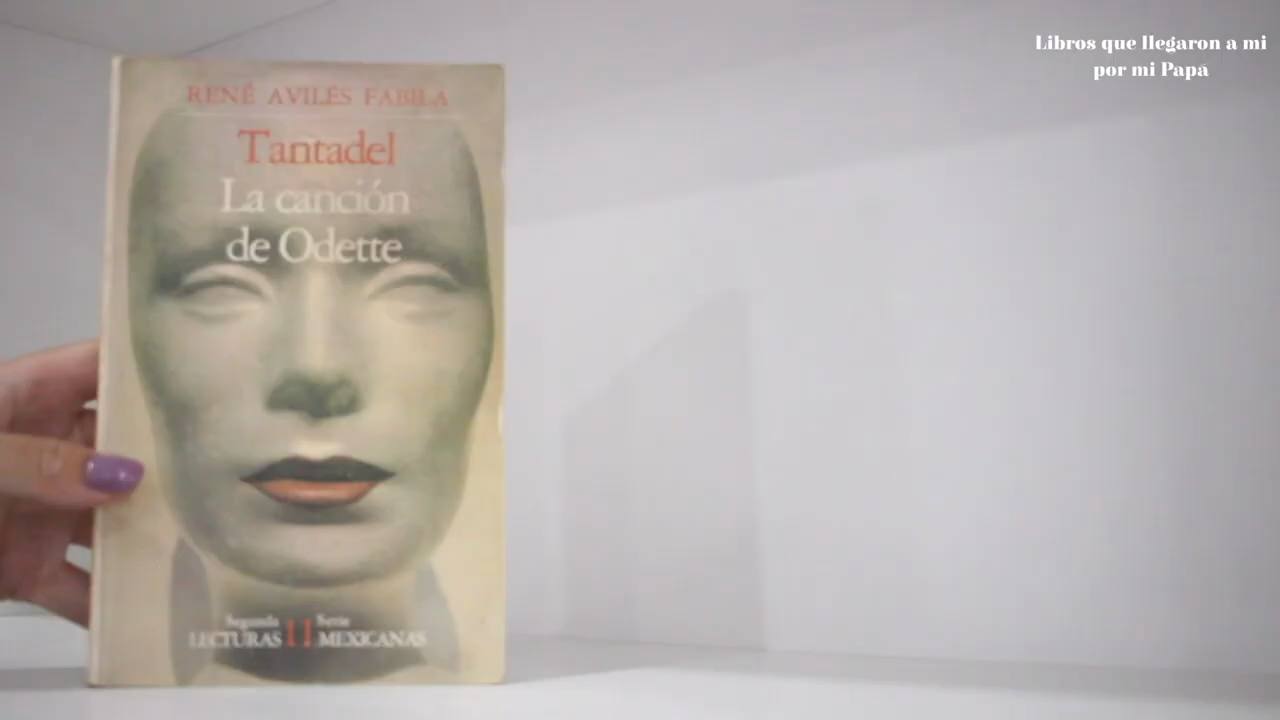 Libros que llegaron a mi
por mi Papá
RENÉ AVILÉS FABILA
Tantadel
La canción
de Odette
Segunda Serie
LECTURAS 11 MEXICANAS